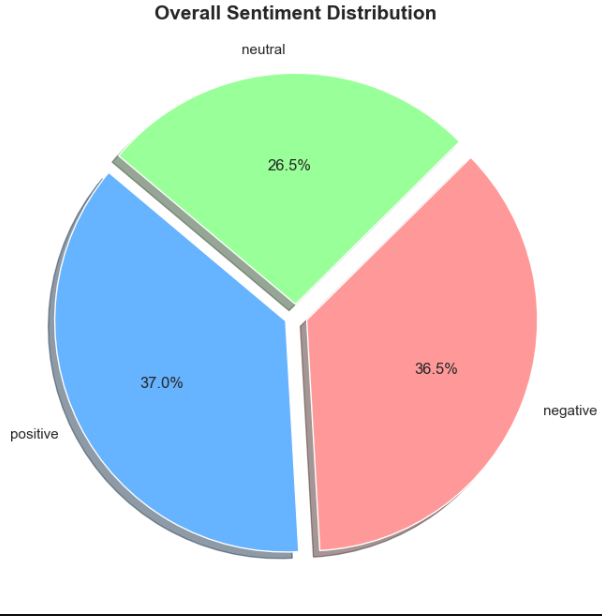 Overall Sentiment Distribution
neutral
26.5%
37.0%
36.5%
negative
positive